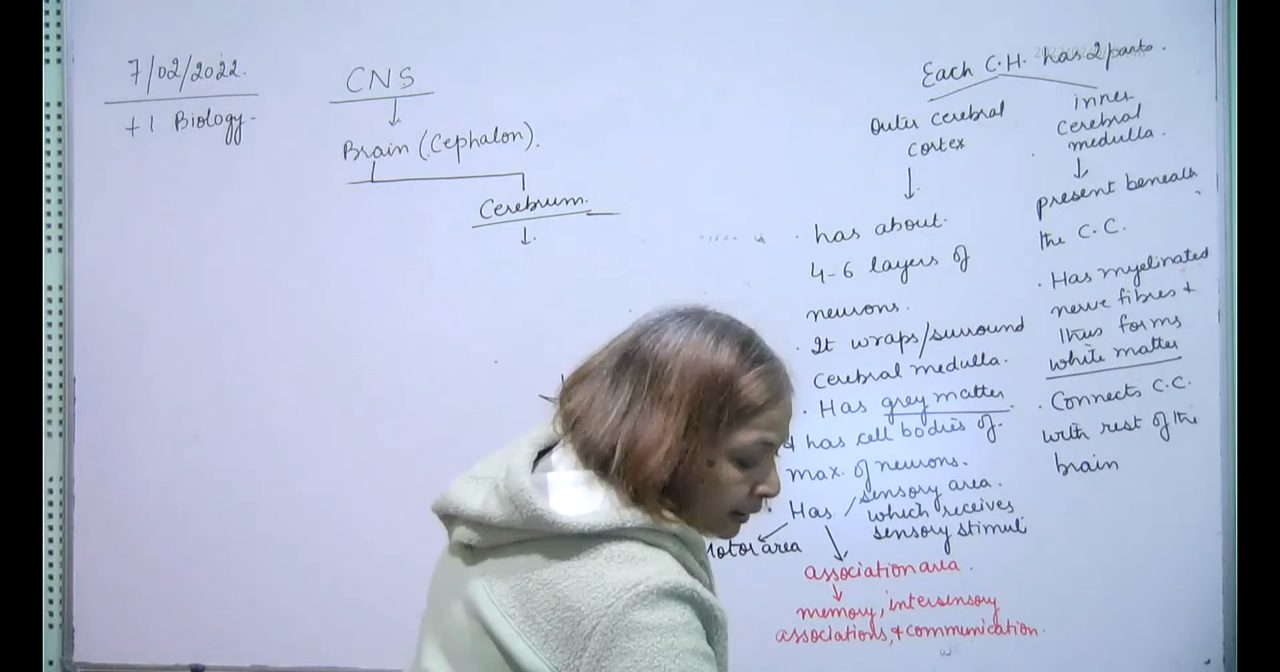 7/02/2022.
+1 Biology-
CNS
Brain (Cephalon).
Cerebrum.
Each C.H. has 2 parts.
Outer cerebral
cortex
inner
cerebral
medulla.
. has about
4-6 layers of
neurons.
. It wraps/surround
cerebral medulla.
. Has grey matter
& has cell bodies of
max. of neurons.
. Has
sensory area.
which receives
sensory stimuli
Motor area
association area.
memory, intersensory
associations, & communication.
present beneath
the C.C.
. Has myelinated
nerve fibres &
thus forms
white matter
. Connects C.C.
with rest of the
brain